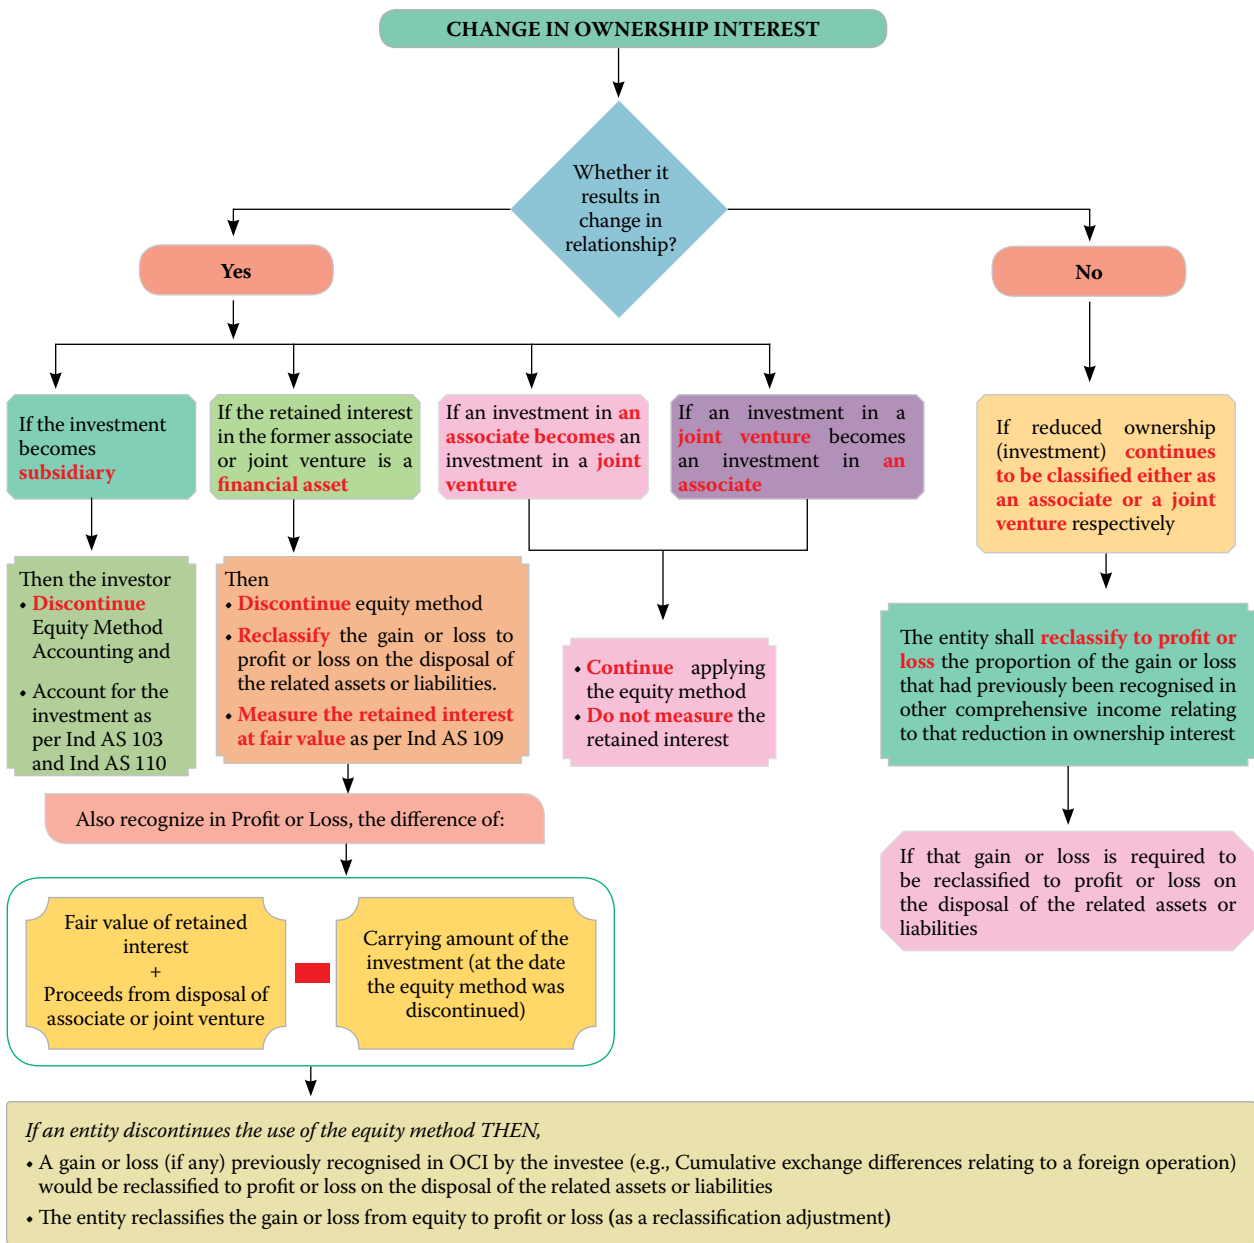 CHANGE IN OWNERSHIP INTEREST
Whether it
results in
change in
relationship?
Yes
No
If the investment
becomes
subsidiary
If the retained interest
in the former associate
or joint venture is a
financial asset
If an investment in an
associate becomes an
investment in a joint
venture
If an investment in a
joint venture becomes
an investment in an
associate
If reduced ownership
(investment) continues
to be classified either as
an associate or a joint
venture respectively
Then the investor
• Discontinue
Equity Method
Accounting and
• Account for the
investment as
per Ind AS 103
and Ind AS 110
Then
• Discontinue equity method
• Reclassify the gain or loss to
profit or loss on the disposal of
the related assets or liabilities.
• Measure the retained interest
at fair value as per Ind AS 109
• Continue applying
the equity method
• Do not measure the
retained interest
The entity shall reclassify to profit or
loss the proportion of the gain or loss
that had previously been recognised in
other comprehensive income relating
to that reduction in ownership interest
Also recognize in Profit or Loss, the difference of:
If that gain or loss is required to
be reclassified to profit or loss on
the disposal of the related assets or
liabilities
Fair value of retained
interest
+
Proceeds from disposal of
associate or joint venture
Carrying amount of the
investment (at the date
the equity method was
discontinued)
If an entity discontinues the use of the equity method THEN,
• A gain or loss (if any) previously recognised in OCI by the investee (e.g., Cumulative exchange differences relating to a foreign operation)
would be reclassified to profit or loss on the disposal of the related assets or liabilities
• The entity reclassifies the gain or loss from equity to profit or loss (as a reclassification adjustment)